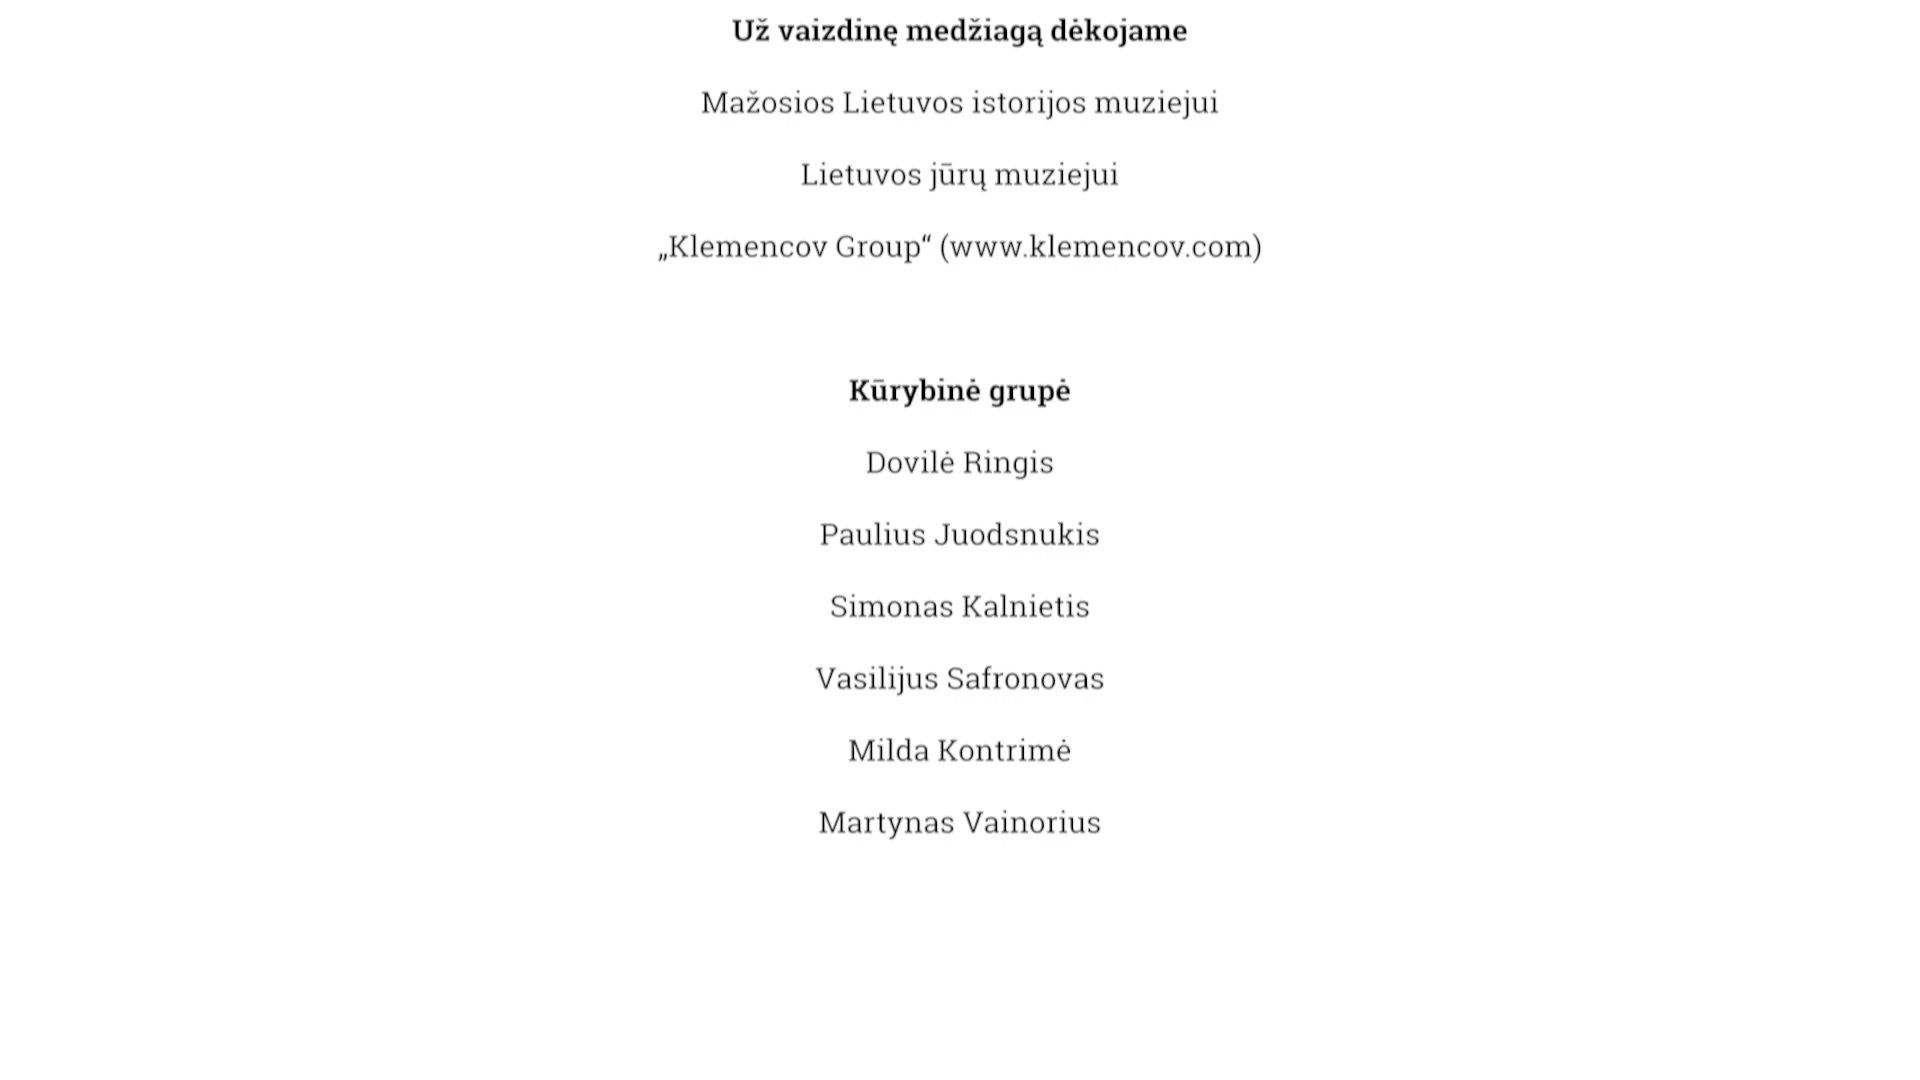 Už vaizdinę medžiagą dėkojame
Mažosios Lietuvos istorijos muziejui
Lietuvos jūrų muziejui
„Klemencov Group“ (www.klemencov.com)
Kūrybinė grupė
Dovilė Ringis
Paulius Juodsnukis
Simonas Kalnietis
Vasilijus Safronovas
Milda Kontrimė
Martynas Vainorius